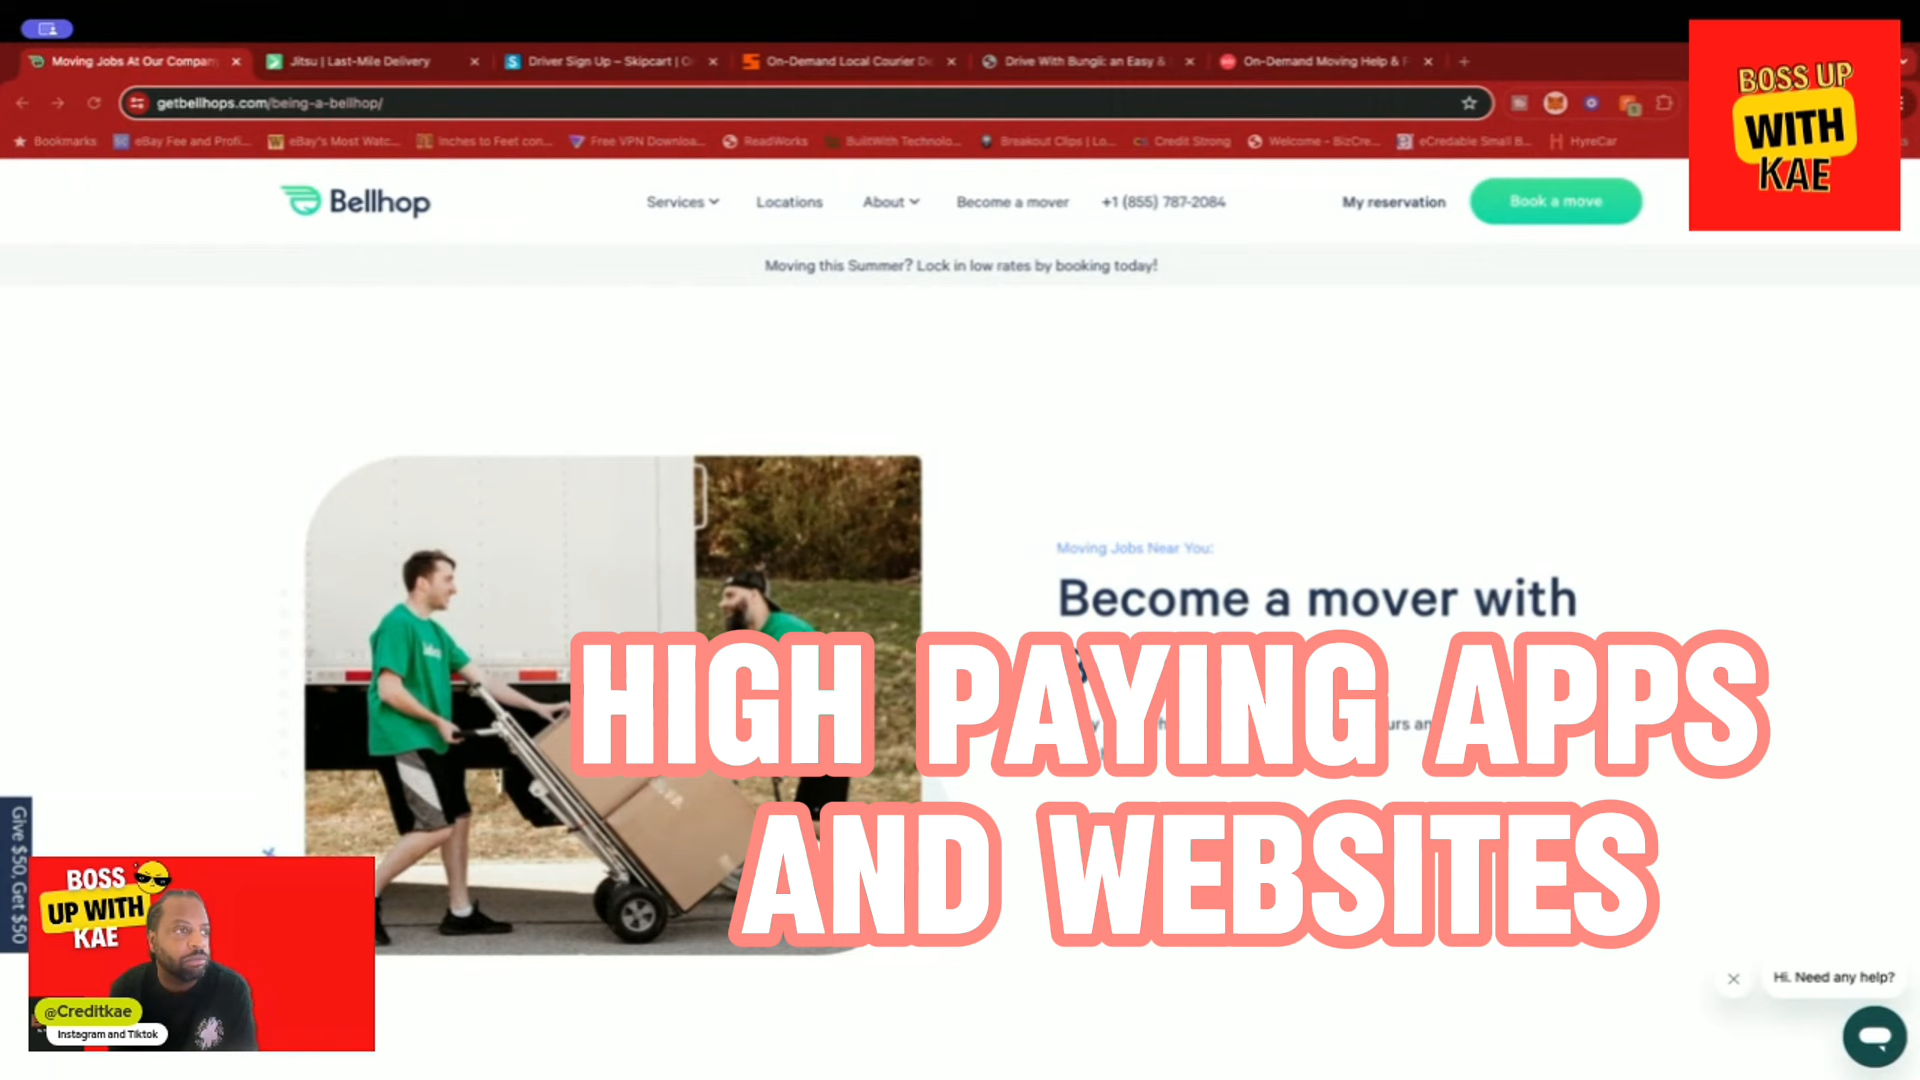 Moving Jobs At Our Compan
Jitsu | Last-Mile Delivery
Driver Sign Up – Skipcart | O
On-Demand Local Courier De
Drive With Bungii: an Easy &
On-Demand Moving Help & F
getbellhops.com/being-a-bellhop/
Bookmarks
eBay Fee and Profi...
eBay's Most Watc...
Inches to Feet con...
Free VPN Downloa...
ReadWorks
BuiltWith Technolo...
Breakout Clips | Lo...
Credit Strong
Welcome - BizCre...
eCredable Small B...
HyreCar
BOSS UP
WITH
KAE
Bellhop
Services
Locations
About
Become a mover
+1 (855) 787-2084
My reservation
Book a move
Moving this Summer? Lock in low rates by booking today!
Moving Jobs Near You:
Become a mover with
HIGH PAYING APPS
AND WEBSITES
Give $50, Get $50
BOSS
UP WITH
KAE
@Creditkae
Instagram and Tiktok
Hi. Need any help?